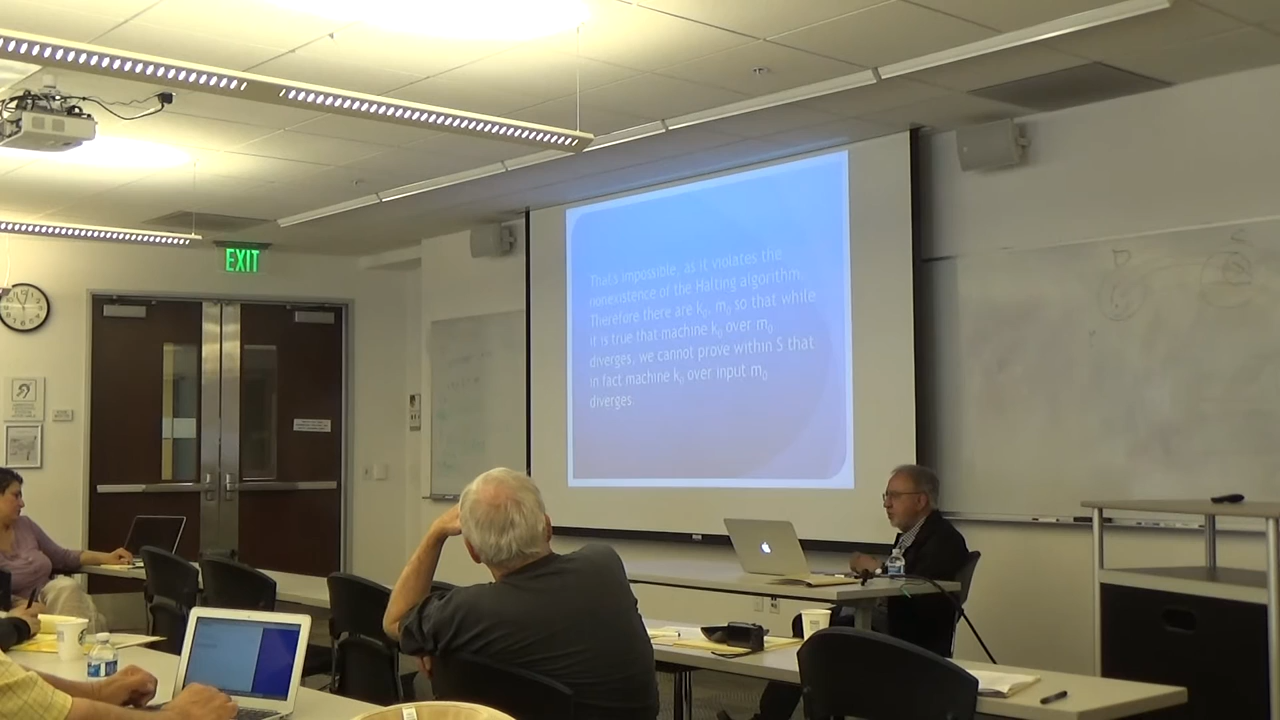 EXIT
That's impossible, as it violates the
nonexistence of the Halting algorithm.
Therefore there are k₀, m₀ so that while
it is true that machine k₀ over m₀
diverges, we cannot prove within S that
in fact machine k₀ over input m₀
diverges.